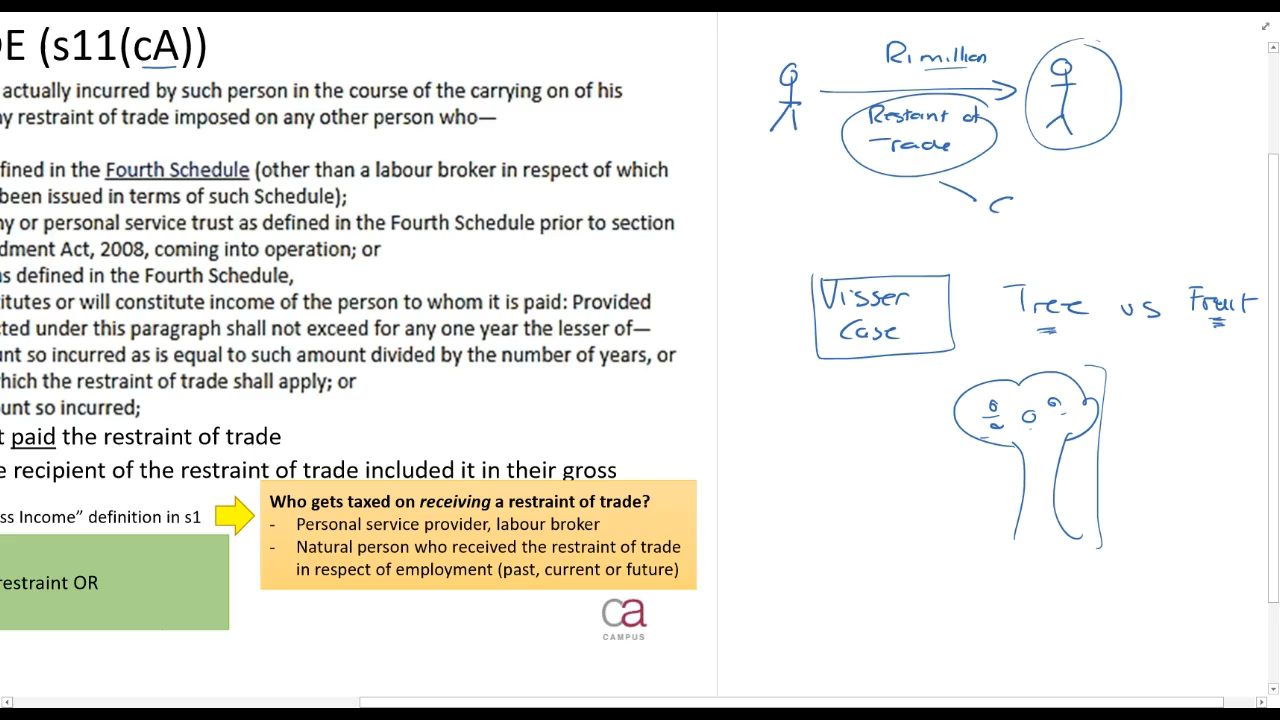 DE (s11(cA))
actually incurred by such person in the course of the carrying on of his
ny restraint of trade imposed on any other person who—
efined in the Fourth Schedule (other than a labour broker in respect of which
been issued in terms of such Schedule);
ny or personal service trust as defined in the Fourth Schedule prior to section
dment Act, 2008, coming into operation; or
as defined in the Fourth Schedule,
titutes or will constitute income of the person to whom it is paid: Provided
cted under this paragraph shall not exceed for any one year the lesser of—
unt so incurred as is equal to such amount divided by the number of years, or
which the restraint of trade shall apply; or
ount so incurred;
t paid the restraint of trade
e recipient of the restraint of trade included it in their gross
ss Income” definition in s1
restraint OR
Who gets taxed on receiving a restraint of trade?
- Personal service provider, labour broker
- Natural person who received the restraint of trade
in respect of employment (past, current or future)
ca
CAMPUS
R1 million
Restaint of
Trade
C
Visser
Case
Tree vs Fruit